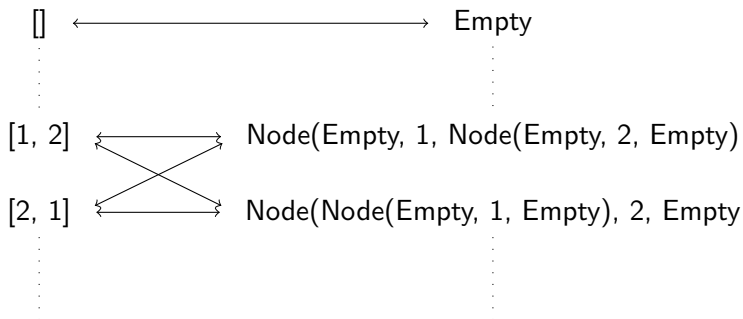 [] Empty
[1, 2] Node(Empty, 1, Node(Empty, 2, Empty)
[2, 1] Node(Node(Empty, 1, Empty), 2, Empty